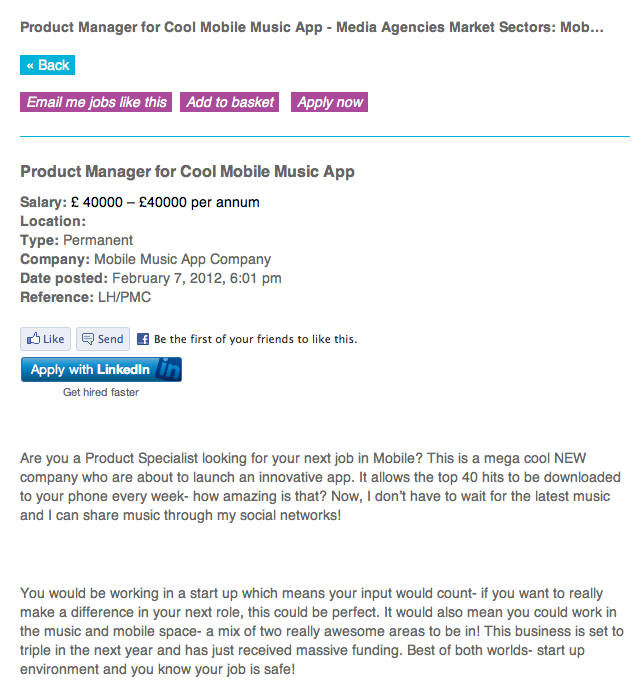 Product Manager for Cool Mobile Music App - Media Agencies Market Sectors: Mob...
« Back
Email me jobs like this Add to basket Apply now
Product Manager for Cool Mobile Music App
Salary: £ 40000 – £40000 per annum
Location:
Type: Permanent
Company: Mobile Music App Company
Date posted: February 7, 2012, 6:01 pm
Reference: LH/PMC
Like Send f Be the first of your friends to like this.
Apply with LinkedIn in
Get hired faster
Are you a Product Specialist looking for your next job in Mobile? This is a mega cool NEW
company who are about to launch an innovative app. It allows the top 40 hits to be downloaded
to your phone every week- how amazing is that? Now, I don't have to wait for the latest music
and I can share music through my social networks!
You would be working in a start up which means your input would count- if you want to really
make a difference in your next role, this could be perfect. It would also mean you could work in
the music and mobile space- a mix of two really awesome areas to be in! This business is set to
triple in the next year and has just received massive funding. Best of both worlds- start up
environment and you know your job is safe!